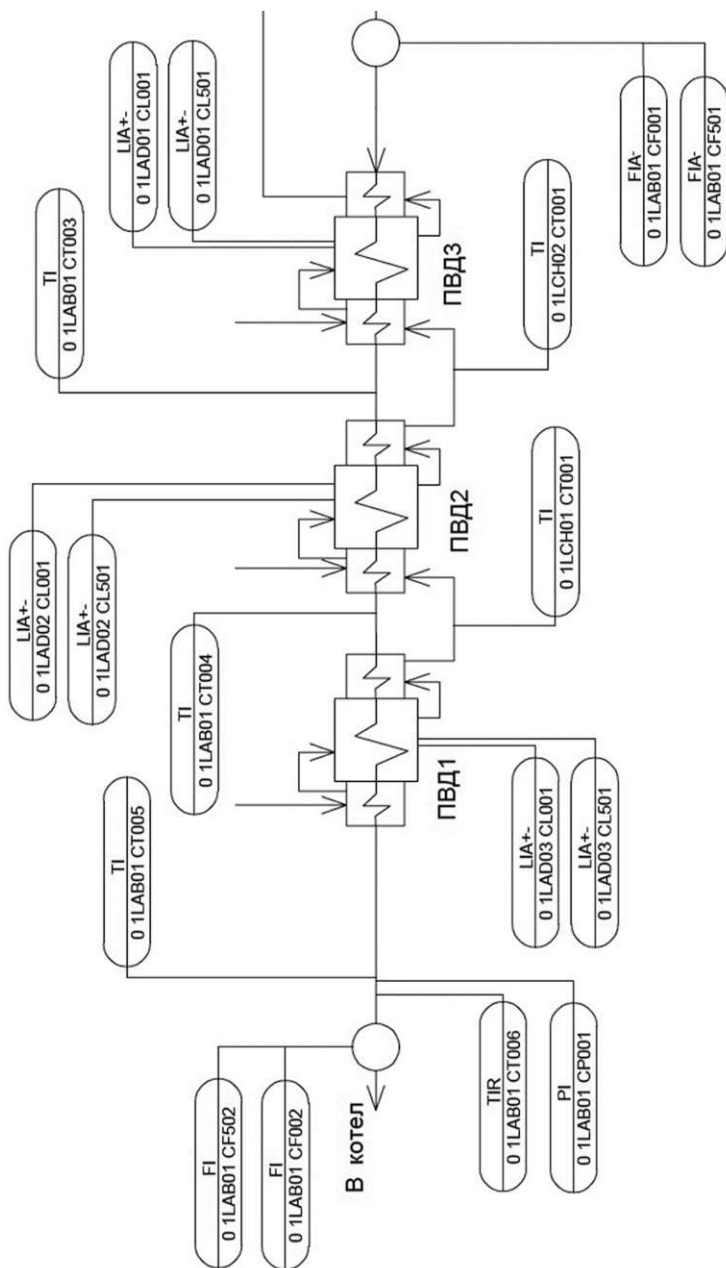 LIA+-
0 1LAD01 CL001
LIA+-
0 1LAD01 CL501
TI
0 1LAB01 CT003
ПВД3
FIA-
0 1LAB01 CF001
FIA-
0 1LAB01 CF501
TI
0 1LCH02 CT001
LIA+-
0 1LAD02 CL001
LIA+-
0 1LAD02 CL501
ПВД2
TI
0 1LAB01 CT004
TI
0 1LCH01 CT001
TI
0 1LAB01 CT005
ПВД1
LIA+-
0 1LAD03 CL001
LIA+-
0 1LAD03 CL501
FI
0 1LAB01 CF502
FI
0 1LAB01 CF002
В котел
TIR
0 1LAB01 CT006
PI
0 1LAB01 CP001